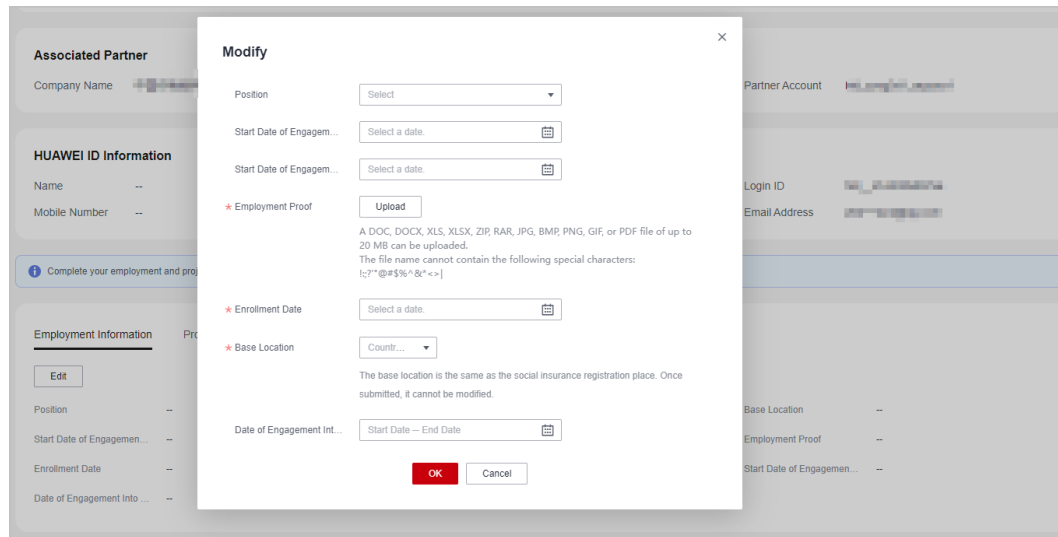 Associated Partner
Company Name
Partner Account
HUAWEI ID Information
Name --
Login ID
Mobile Number --
Email Address
Complete your employment and proj
Employment Information Pro
Edit
Position --
Base Location --
Start Date of Engagemen... --
Employment Proof --
Enrollment Date --
Start Date of Engagemen... --
Date of Engagement Into ... --
Modify
Position Select
Start Date of Engagem... Select a date.
Start Date of Engagem... Select a date.
* Employment Proof Upload
A DOC, DOCX, XLS, XLSX, ZIP, RAR, JPG, BMP, PNG, GIF, or PDF file of up to
20 MB can be uploaded.
The file name cannot contain the following special characters:
!:;?'"@#$%^&*<>|
* Enrollment Date Select a date.
* Base Location Countr...
The base location is the same as the social insurance registration place. Once
submitted, it cannot be modified.
Date of Engagement Int... Start Date — End Date
OK Cancel